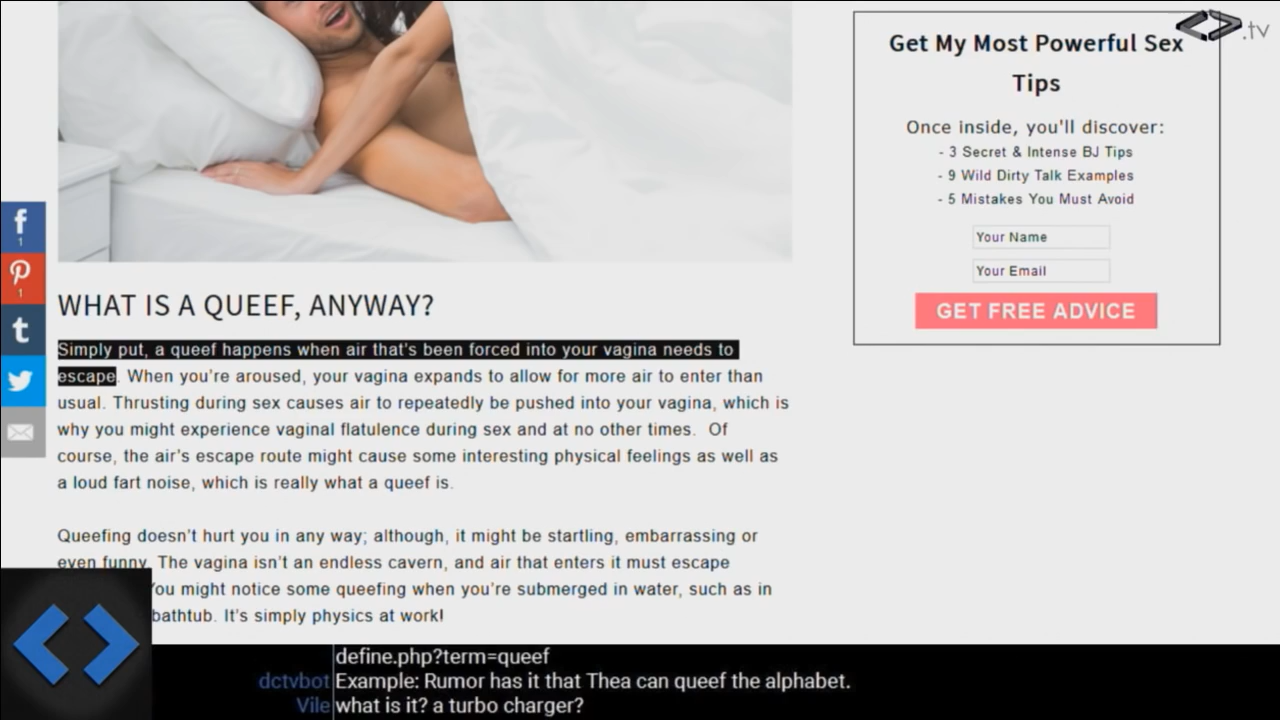 .tv
Get My Most Powerful Sex
Tips
Once inside, you'll discover:
- 3 Secret & Intense BJ Tips
- 9 Wild Dirty Talk Examples
- 5 Mistakes You Must Avoid
Your Name
Your Email
GET FREE ADVICE
f
1
1
t
WHAT IS A QUEEF, ANYWAY?
Simply put, a queef happens when air that's been forced into your vagina needs to
escape. When you're aroused, your vagina expands to allow for more air to enter than
usual. Thrusting during sex causes air to repeatedly be pushed into your vagina, which is
why you might experience vaginal flatulence during sex and at no other times. Of
course, the air's escape route might cause some interesting physical feelings as well as
a loud fart noise, which is really what a queef is.
Queefing doesn't hurt you in any way; although, it might be startling, embarrassing or
even funny. The vagina isn't an endless cavern, and air that enters it must escape
You might notice some queefing when you're submerged in water, such as in
bathtub. It's simply physics at work!
define.php?term=queef
dctvbot Example: Rumor has it that Thea can queef the alphabet.
Vile what is it? a turbo charger?